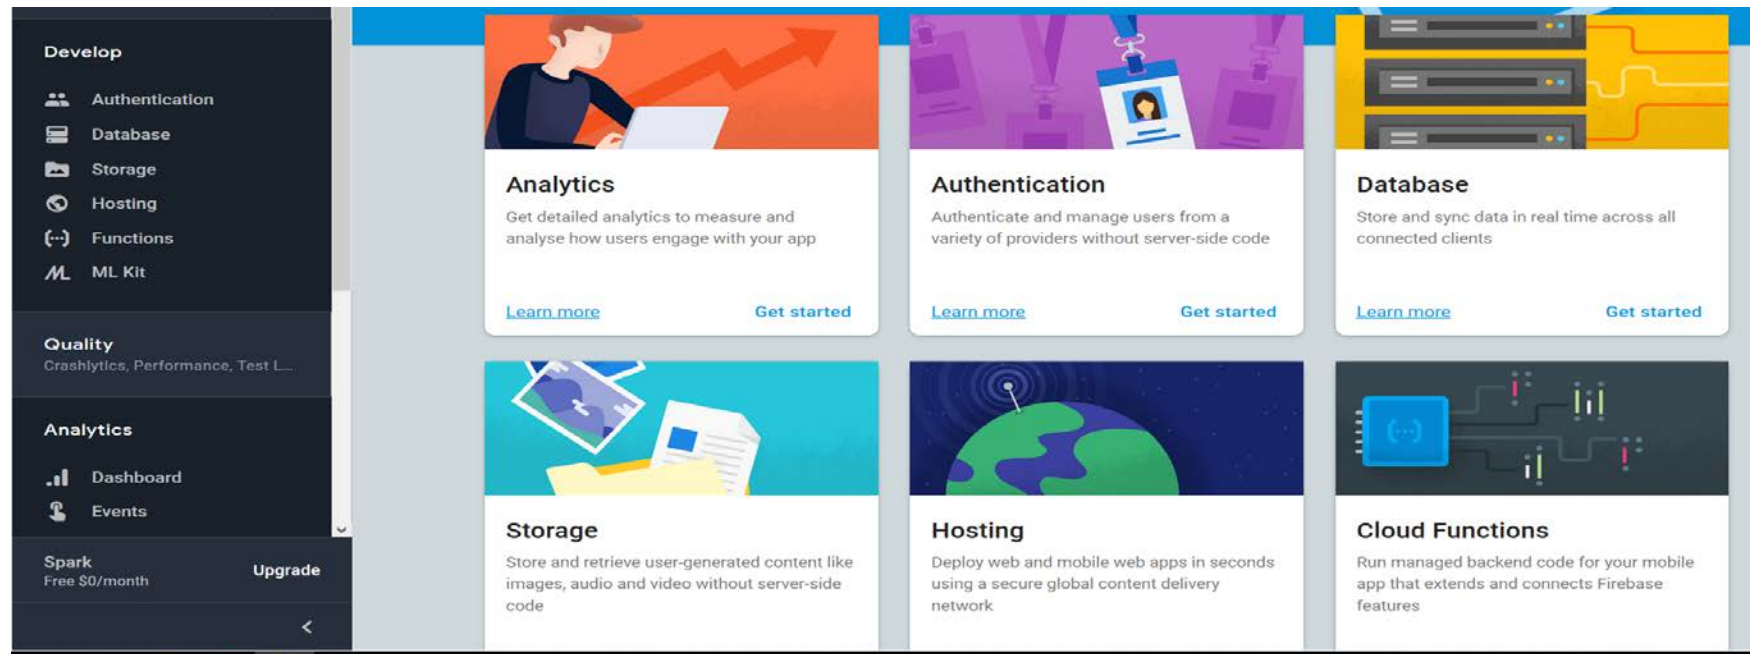 Develop
Authentication
Database
Storage
Hosting
Functions
ML Kit
Quality
Crashlytics, Performance, Test L...
Analytics
Dashboard
Events
Spark
Free $0/month
Upgrade
Analytics
Get detailed analytics to measure and
analyse how users engage with your app
Learn more
Get started
Authentication
Authenticate and manage users from a
variety of providers without server-side code
Learn more
Get started
Database
Store and sync data in real time across all
connected clients
Learn more
Get started
Storage
Store and retrieve user-generated content like
images, audio and video without server-side
code
Hosting
Deploy web and mobile web apps in seconds
using a secure global content delivery
network
Cloud Functions
Run managed backend code for your mobile
app that extends and connects Firebase
features